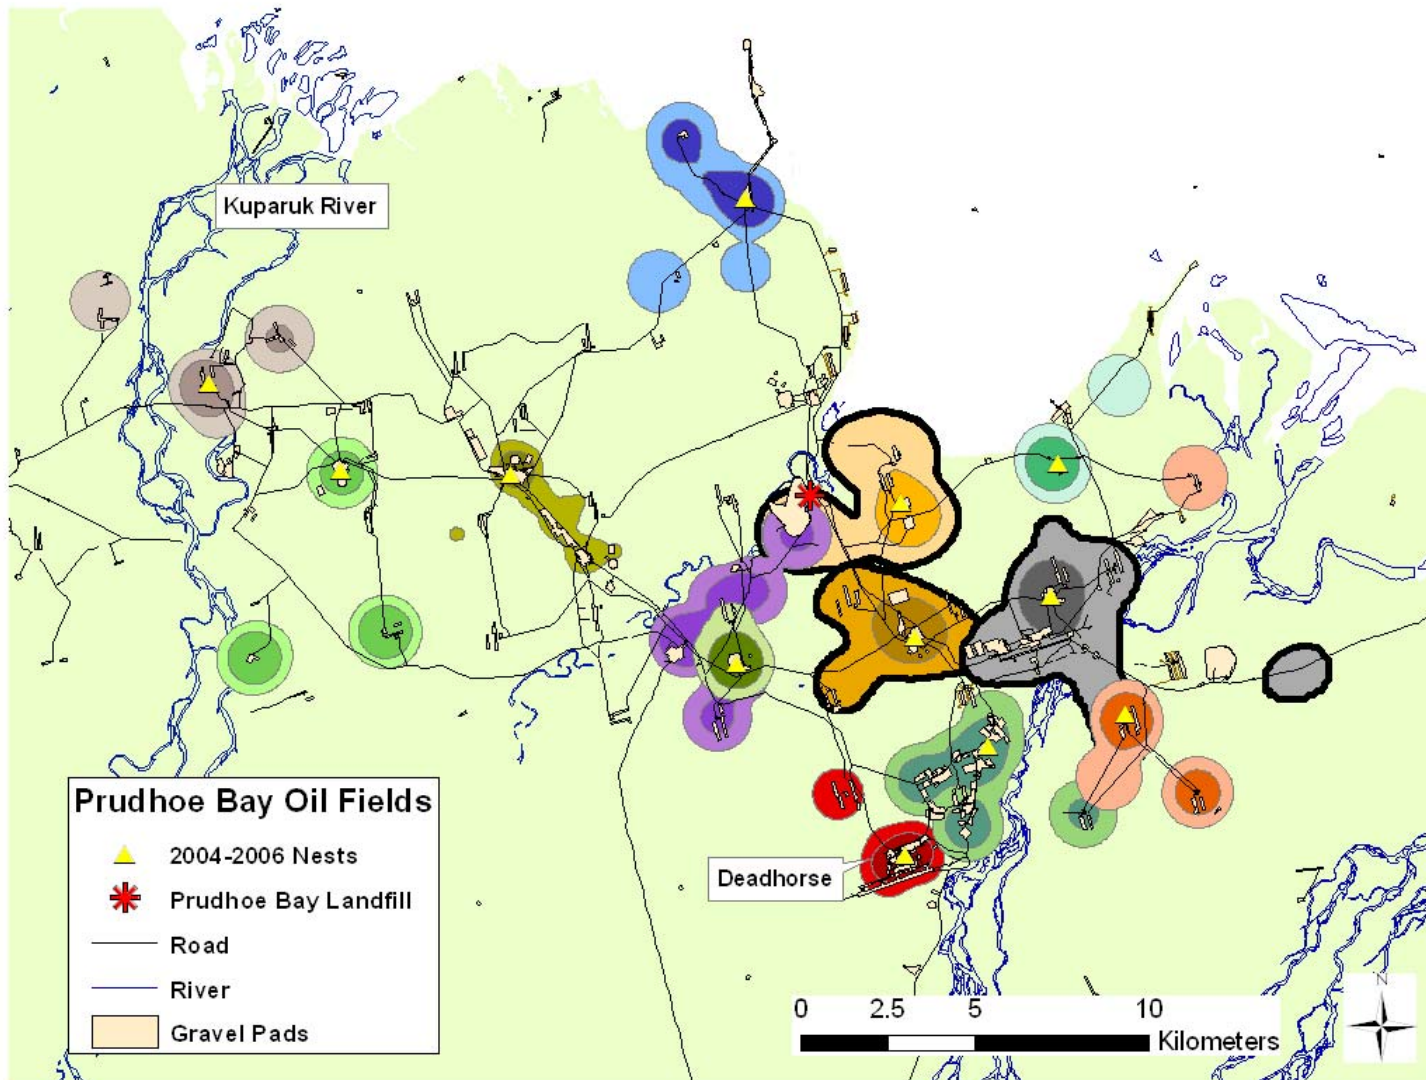 Kuparuk River
Prudhoe Bay Oil Fields
2004-2006 Nests
Prudhoe Bay Landfill
Road
River
Gravel Pads
Deadhorse
0 2.5 5 10
Kilometers
N